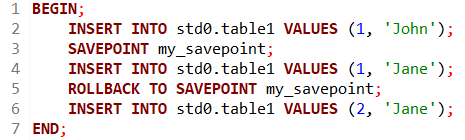 1 BEGIN;
2 INSERT INTO std0.table1 VALUES (1, 'John');
3 SAVEPOINT my_savepoint;
4 INSERT INTO std0.table1 VALUES (1, 'Jane');
5 ROLLBACK TO SAVEPOINT my_savepoint;
6 INSERT INTO std0.table1 VALUES (2, 'Jane');
7 END;